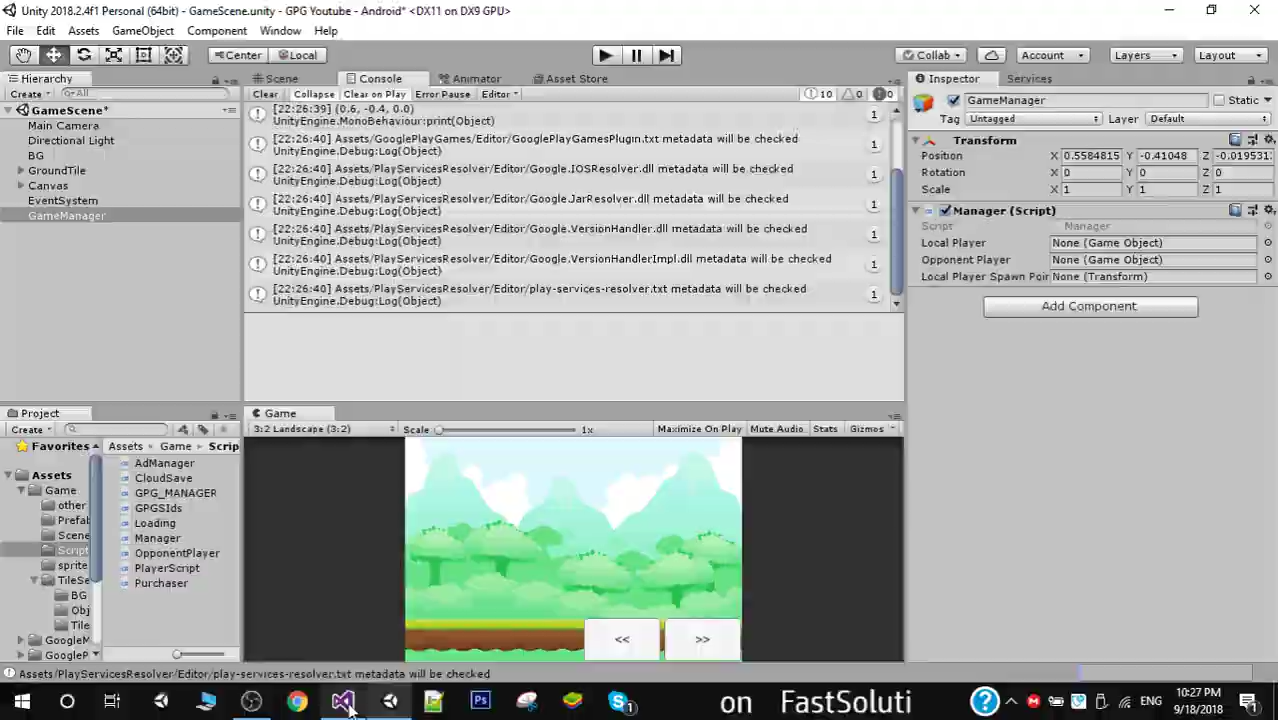 Unity 2018.2.4f1 Personal (64bit) - GameScene.unity - GPG Youtube - Android* <DX11 on DX9 GPU>
File Edit Assets GameObject Component Window Help
Center Local Collab Account Layers Layout
Hierarchy
Create All
GameScene*
Main Camera
Directional Light
BG
GroundTile
Canvas
EventSystem
GameManager
Scene Console Animator Asset Store
Clear Collapse Clear on Play Error Pause Editor 10 0 0
[22:26:39] (0.6, -0.4, 0.0)
UnityEngine.MonoBehaviour:print(Object)
1
[22:26:40] Assets/GooglePlayGames/Editor/GooglePlayGamesPlugin.txt metadata will be checked
UnityEngine.Debug:Log(Object)
1
[22:26:40] Assets/PlayServicesResolver/Editor/Google.IOSResolver.dll metadata will be checked
UnityEngine.Debug:Log(Object)
1
[22:26:40] Assets/PlayServicesResolver/Editor/Google.JarResolver.dll metadata will be checked
UnityEngine.Debug:Log(Object)
1
[22:26:40] Assets/PlayServicesResolver/Editor/Google.VersionHandler.dll metadata will be checked
UnityEngine.Debug:Log(Object)
1
[22:26:40] Assets/PlayServicesResolver/Editor/Google.VersionHandlerImpl.dll metadata will be checked
UnityEngine.Debug:Log(Object)
1
[22:26:40] Assets/PlayServicesResolver/Editor/play-services-resolver.txt metadata will be checked
UnityEngine.Debug:Log(Object)
1
Inspector Services
GameManager Static
Tag Untagged Layer Default
Transform
Position X 0.5584815 Y -0.41048 Z -0.019531
Rotation X 0 Y 0 Z 0
Scale X 1 Y 1 Z 1
Manager (Script)
Script Manager
Local Player None (Game Object)
Opponent Player None (Game Object)
Local Player Spawn Poir None (Transform)
Add Component
Project
Create
Favorites
Assets
Game
other
Prefab
Scene
Script
sprite
TileSe
BG
Obj
Tile
GoogleM
GoogleP
Assets Game Scrip
AdManager
CloudSave
GPG_MANAGER
GPGSIds
Loading
Manager
OpponentPlayer
PlayerScript
Purchaser
Game
3:2 Landscape (3:2) Scale 1x Maximize On Play Mute Audio Stats Gizmos
<< >>
Assets/PlayServicesResolver/Editor/play-services-resolver.txt metadata will be checked
on FastSoluti
ENG
10:27 PM
9/18/2018